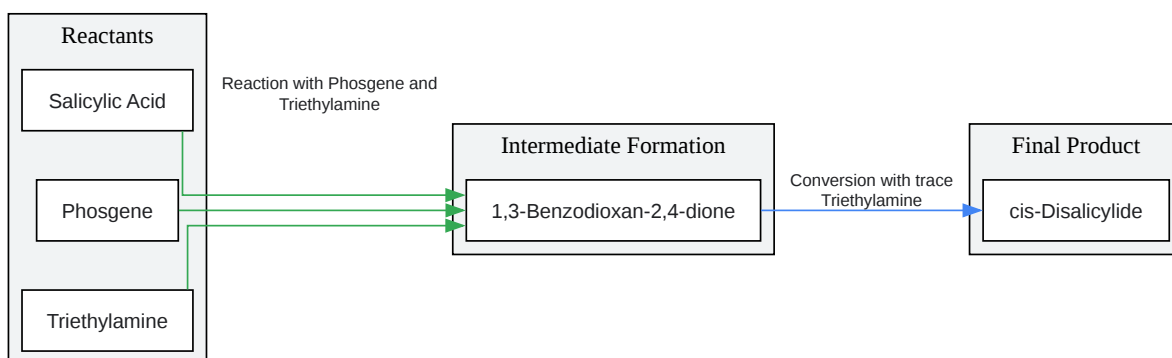 Reactants
Salicylic Acid
Phosgene
Triethylamine
Reaction with Phosgene and
Triethylamine
Intermediate Formation
1,3-Benzodioxan-2,4-dione
Conversion with trace
Triethylamine
Final Product
cis-Disalicylide